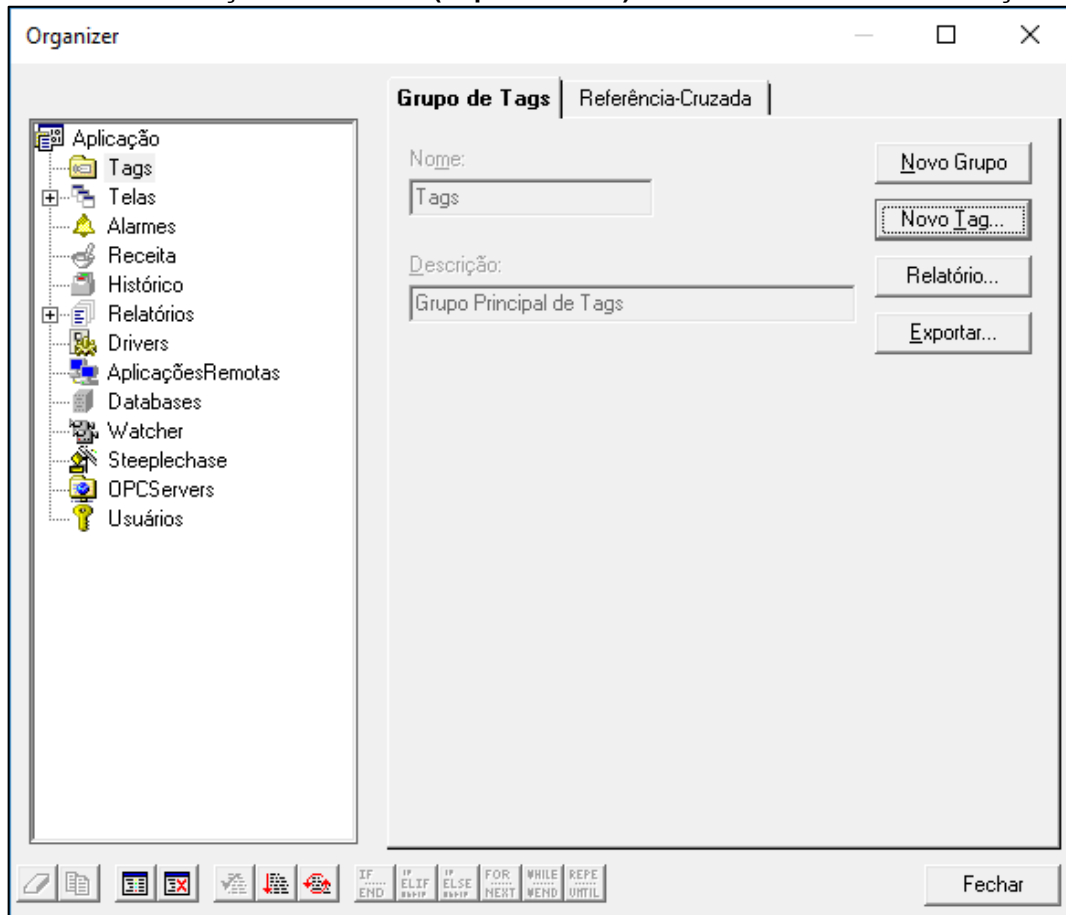 Organizer
Grupo de Tags
Referência-Cruzada
Aplicação
Tags
Telas
Alarmes
Receita
Histórico
Relatórios
Drivers
AplicaçõesRemotas
Databases
Watcher
Steeplechase
OPCServers
Usuários
Nome:
Tags
Descrição:
Grupo Principal de Tags
Novo Grupo
Novo Tag...
Relatório...
Exportar...
IF
END
IF
ELIF
IF
ELSE
FOR
NEXT
WHILE
WEND
REPE
UNTIL
Fechar